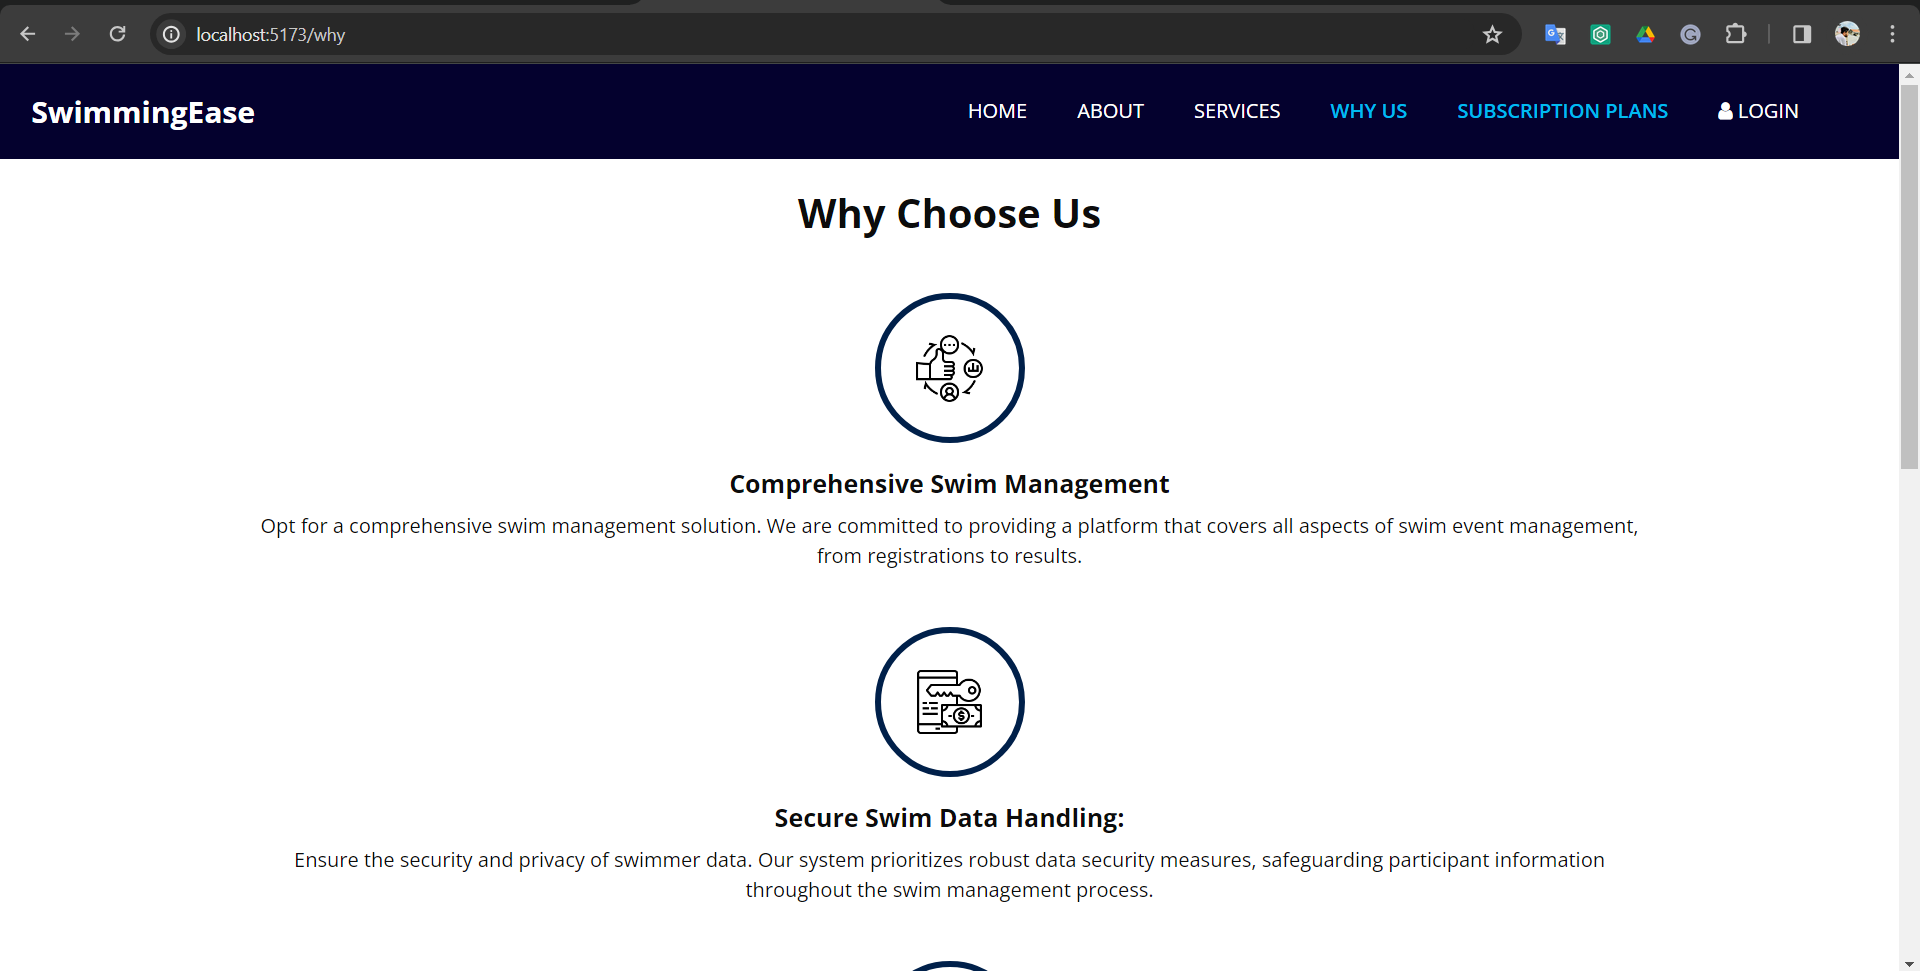 localhost:5173/why
SwimmingEase
HOME ABOUT SERVICES WHY US SUBSCRIPTION PLANS LOGIN
Why Choose Us
Comprehensive Swim Management
Opt for a comprehensive swim management solution. We are committed to providing a platform that covers all aspects of swim event management,
from registrations to results.
Secure Swim Data Handling:
Ensure the security and privacy of swimmer data. Our system prioritizes robust data security measures, safeguarding participant information
throughout the swim management process.